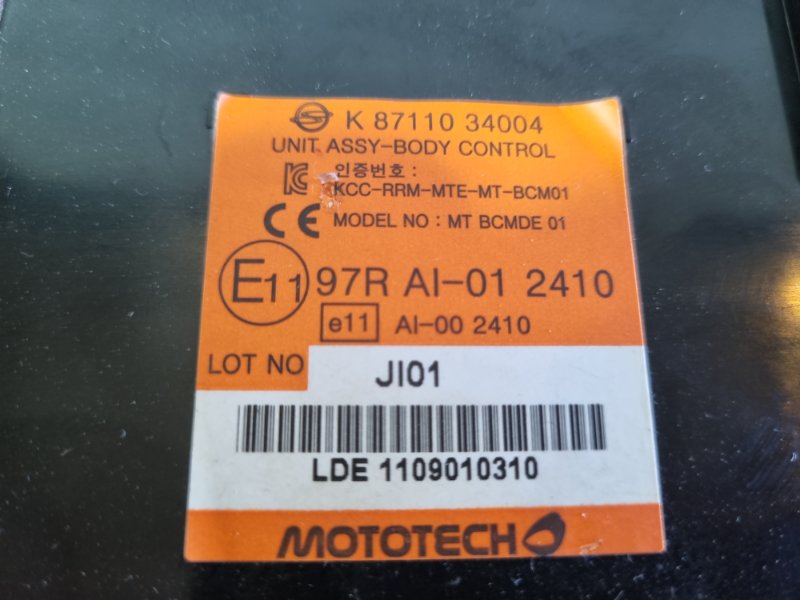 K 87110 34004
UNIT ASSY-BODY CONTROL
인증번호 :
KCC-RRM-MTE-MT-BCM01
CE MODEL NO : MT BCMDE 01
E11 97R AI-01 2410
e11 AI-00 2410
LOT NO JI01
LDE 1109010310
MOTOTECH